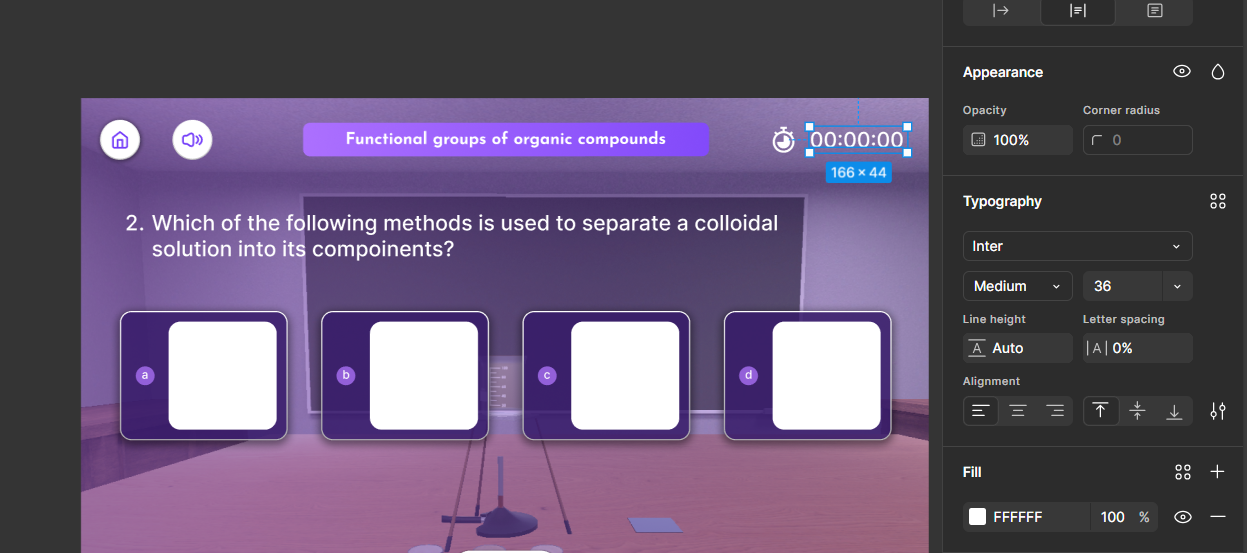 Appearance
Opacity
Corner radius
100%
0
Functional groups of organic compounds
00:00:00
166 × 44
Typography
2. Which of the following methods is used to separate a colloidal
solution into its compoinents?
Inter
Medium
36
Line height
Letter spacing
A Auto
|A| 0%
a
b
c
d
Alignment
Fill
FFFFFF
100 %